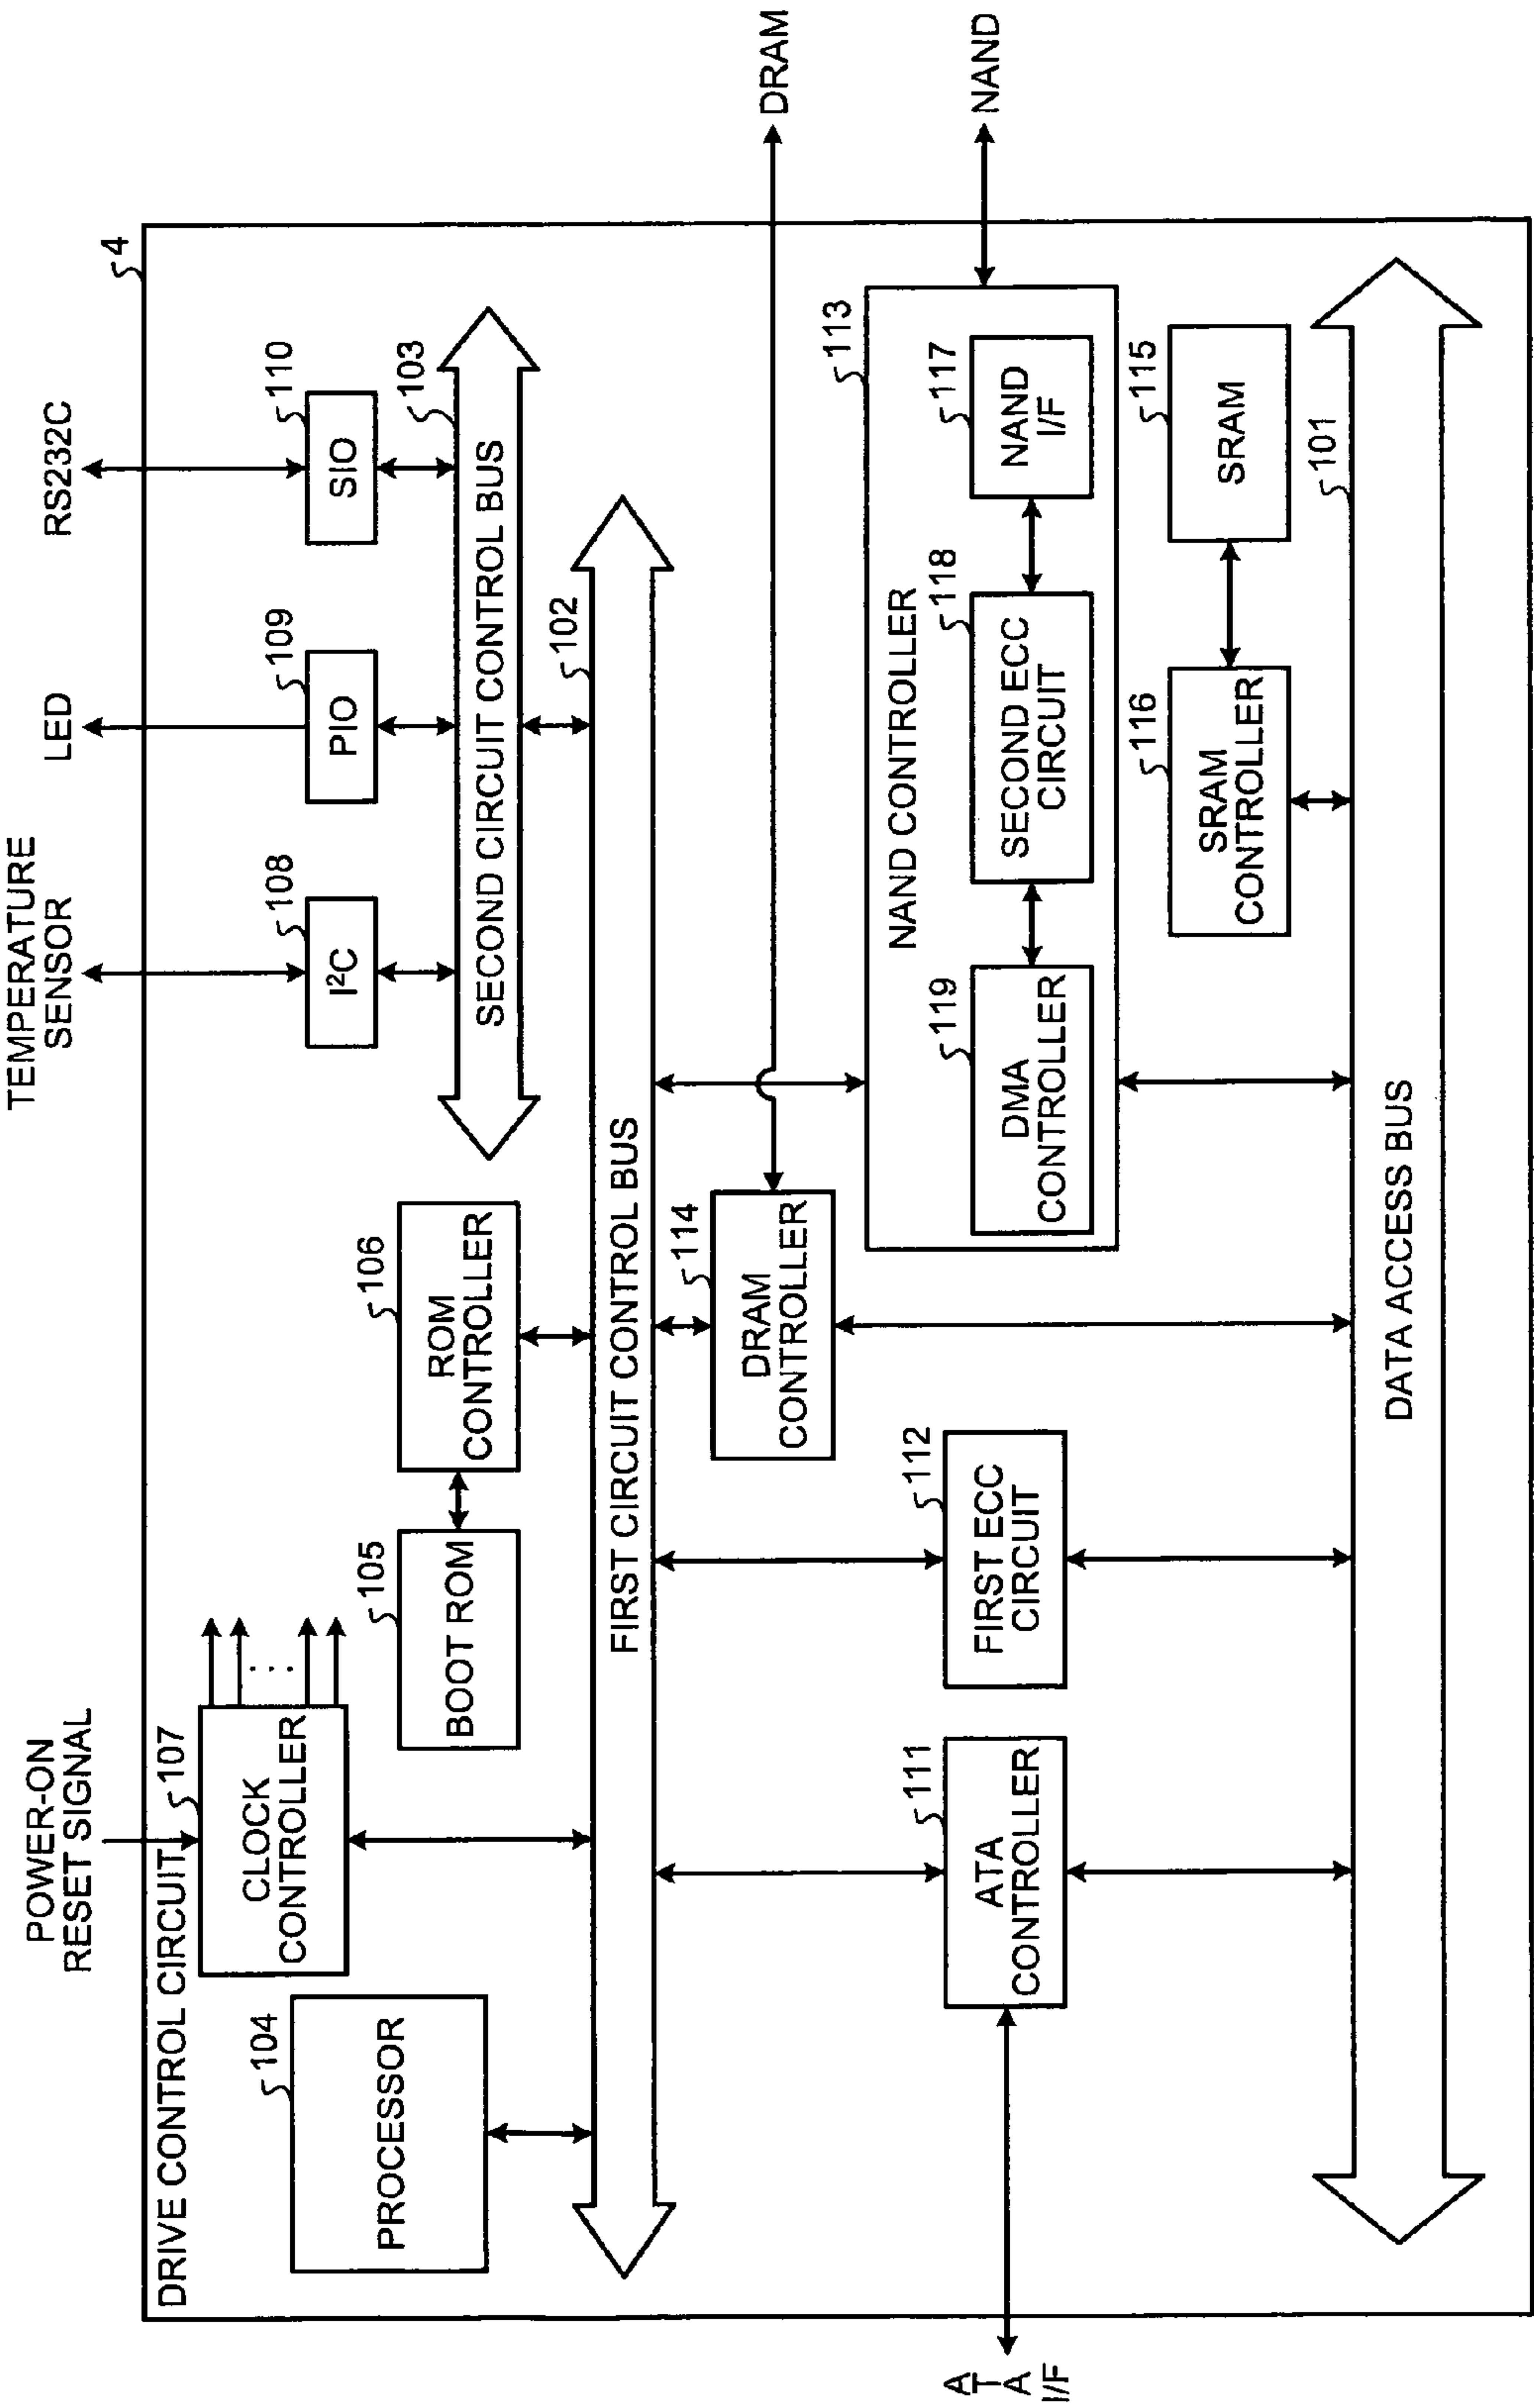 POWER-ON
RESET SIGNAL
TEMPERATURE
SENSOR
LED
RS232C
4
DRIVE CONTROL CIRCUIT
107
CLOCK
CONTROLLER
104
PROCESSOR
105
BOOT ROM
106
ROM
CONTROLLER
108
I²C
109
PIO
110
SIO
103
SECOND CIRCUIT CONTROL BUS
102
FIRST CIRCUIT CONTROL BUS
114
DRAM
CONTROLLER
DRAM
113
NAND CONTROLLER
NAND
111
ATA
CONTROLLER
ATA
I/F
112
FIRST ECC
CIRCUIT
119
DMA
CONTROLLER
118
SECOND ECC
CIRCUIT
117
NAND
I/F
116
SRAM
CONTROLLER
115
SRAM
101
DATA ACCESS BUS